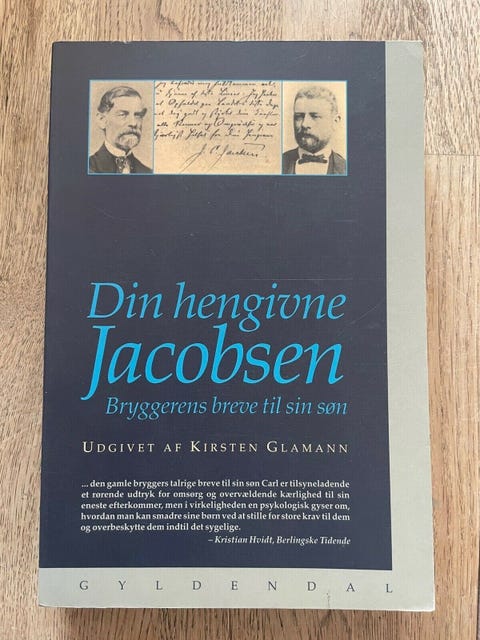 J. C. Jacobsen
Din hengivne
Jacobsen
Bryggerens breve til sin søn
UDGIVET AF KIRSTEN GLAMANN
... den gamle bryggers talrige breve til sin søn Carl er tilsyneladende
et rørende udtryk for omsorg og overvældende kærlighed til sin
eneste efterkommer, men i virkeligheden en psykologisk gyser om,
hvordan man kan smadre sine børn ved at stille for store krav til dem
og overbeskytte dem indtil det sygelige.
– Kristian Hvidt, Berlingske Tidende
GYLDENDAL